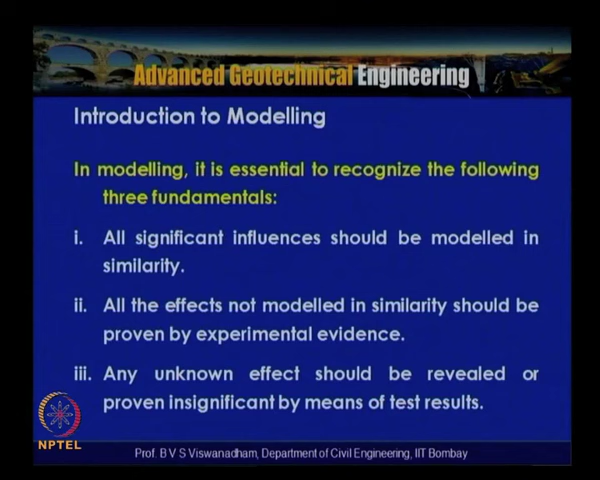 Advanced Geotechnical Engineering
Introduction to Modelling
In modelling, it is essential to recognize the following
three fundamentals:
i. All significant influences should be modelled in
similarity.
ii. All the effects not modelled in similarity should be
proven by experimental evidence.
iii. Any unknown effect should be revealed or
proven insignificant by means of test results.
NPTEL
Prof. B V S Viswanadham, Department of Civil Engineering, IIT Bombay